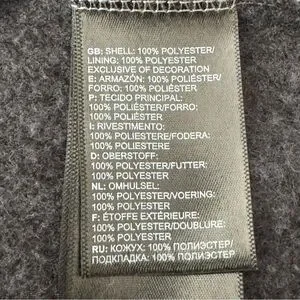 GB: SHELL: 100% POLYESTER/
LINING: 100% POLYESTER
EXCLUSIVE OF DECORATION
E: ARMAZÓN: 100% POLIÉSTER/
FORRO: 100% POLIÉSTER
P: TECIDO PRINCIPAL:
100% POLIÉSTER/FORRO:
100% POLIÉSTER
I: RIVESTIMENTO:
100% POLIESTERE/FODERA:
100% POLIESTERE
D: OBERSTOFF:
100% POLYESTER/FUTTER:
100% POLYESTER
NL: OMHULSEL:
100% POLYESTER/VOERING:
100% POLYESTER
F: ÉTOFFE EXTÉRIEURE:
100% POLYESTER/DOUBLURE:
100% POLYESTER
RU: КОЖУХ: 100% ПОЛИЭСТЕР/
ПОДКЛАДКА: 100% ПОЛИЭСТЕР